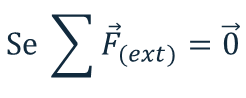 Se ∑ F⃗(ext) = 0⃗